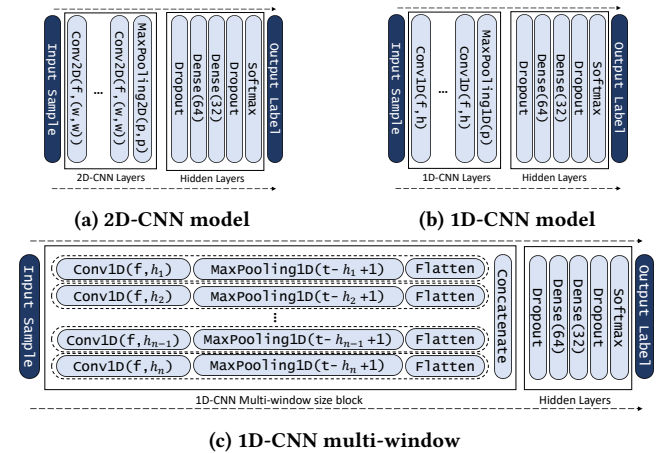 Input Sample
Conv2D(f,(w,w))
...
Conv2D(f,(w,w))
MaxPooling2D(p,p))
Dropout
Dense(64)
Dense(32)
Dropout
Softmax
Output Label
2D-CNN Layers
Hidden Layers
(a) 2D-CNN model
Input Sample
Conv1D(f,h)
...
Conv1D(f,h)
MaxPooling1D(p)
Dropout
Dense(64)
Dense(32)
Dropout
Softmax
Output Label
1D-CNN Layers
Hidden Layers
(b) 1D-CNN model
Input Sample
Conv1D(f,h₁) MaxPooling1D(t-h₁+1) Flatten
Conv1D(f,h₂) MaxPooling1D(t-h₂+1) Flatten
⋮
Conv1D(f,hₙ₋₁) MaxPooling1D(t-hₙ₋₁+1) Flatten
Conv1D(f,hₙ) MaxPooling1D(t-hₙ+1) Flatten
Concatenate
Dropout
Dense(64)
Dense(32)
Dropout
Softmax
Output Label
1D-CNN Multi-window size block
Hidden Layers
(c) 1D-CNN multi-window